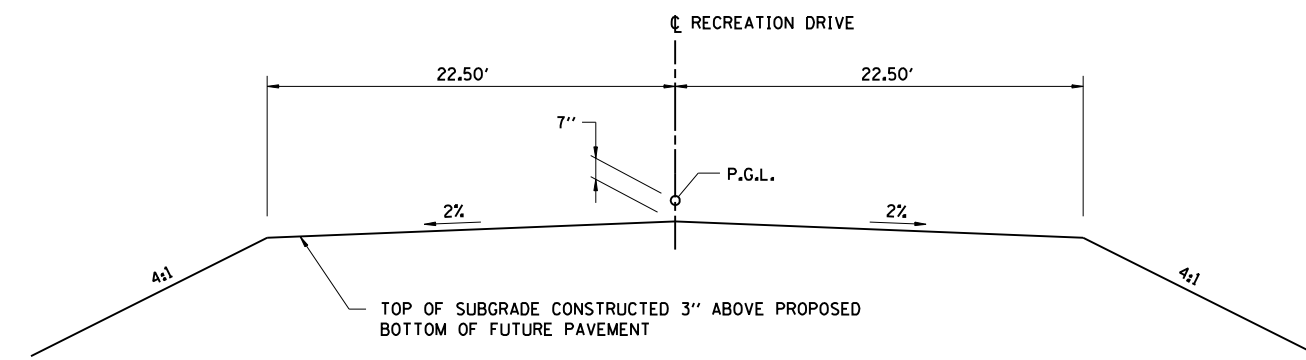 ℄ RECREATION DRIVE
22.50' 22.50'
7''
P.G.L.
2% 2%
4:1 4:1
TOP OF SUBGRADE CONSTRUCTED 3'' ABOVE PROPOSED
BOTTOM OF FUTURE PAVEMENT